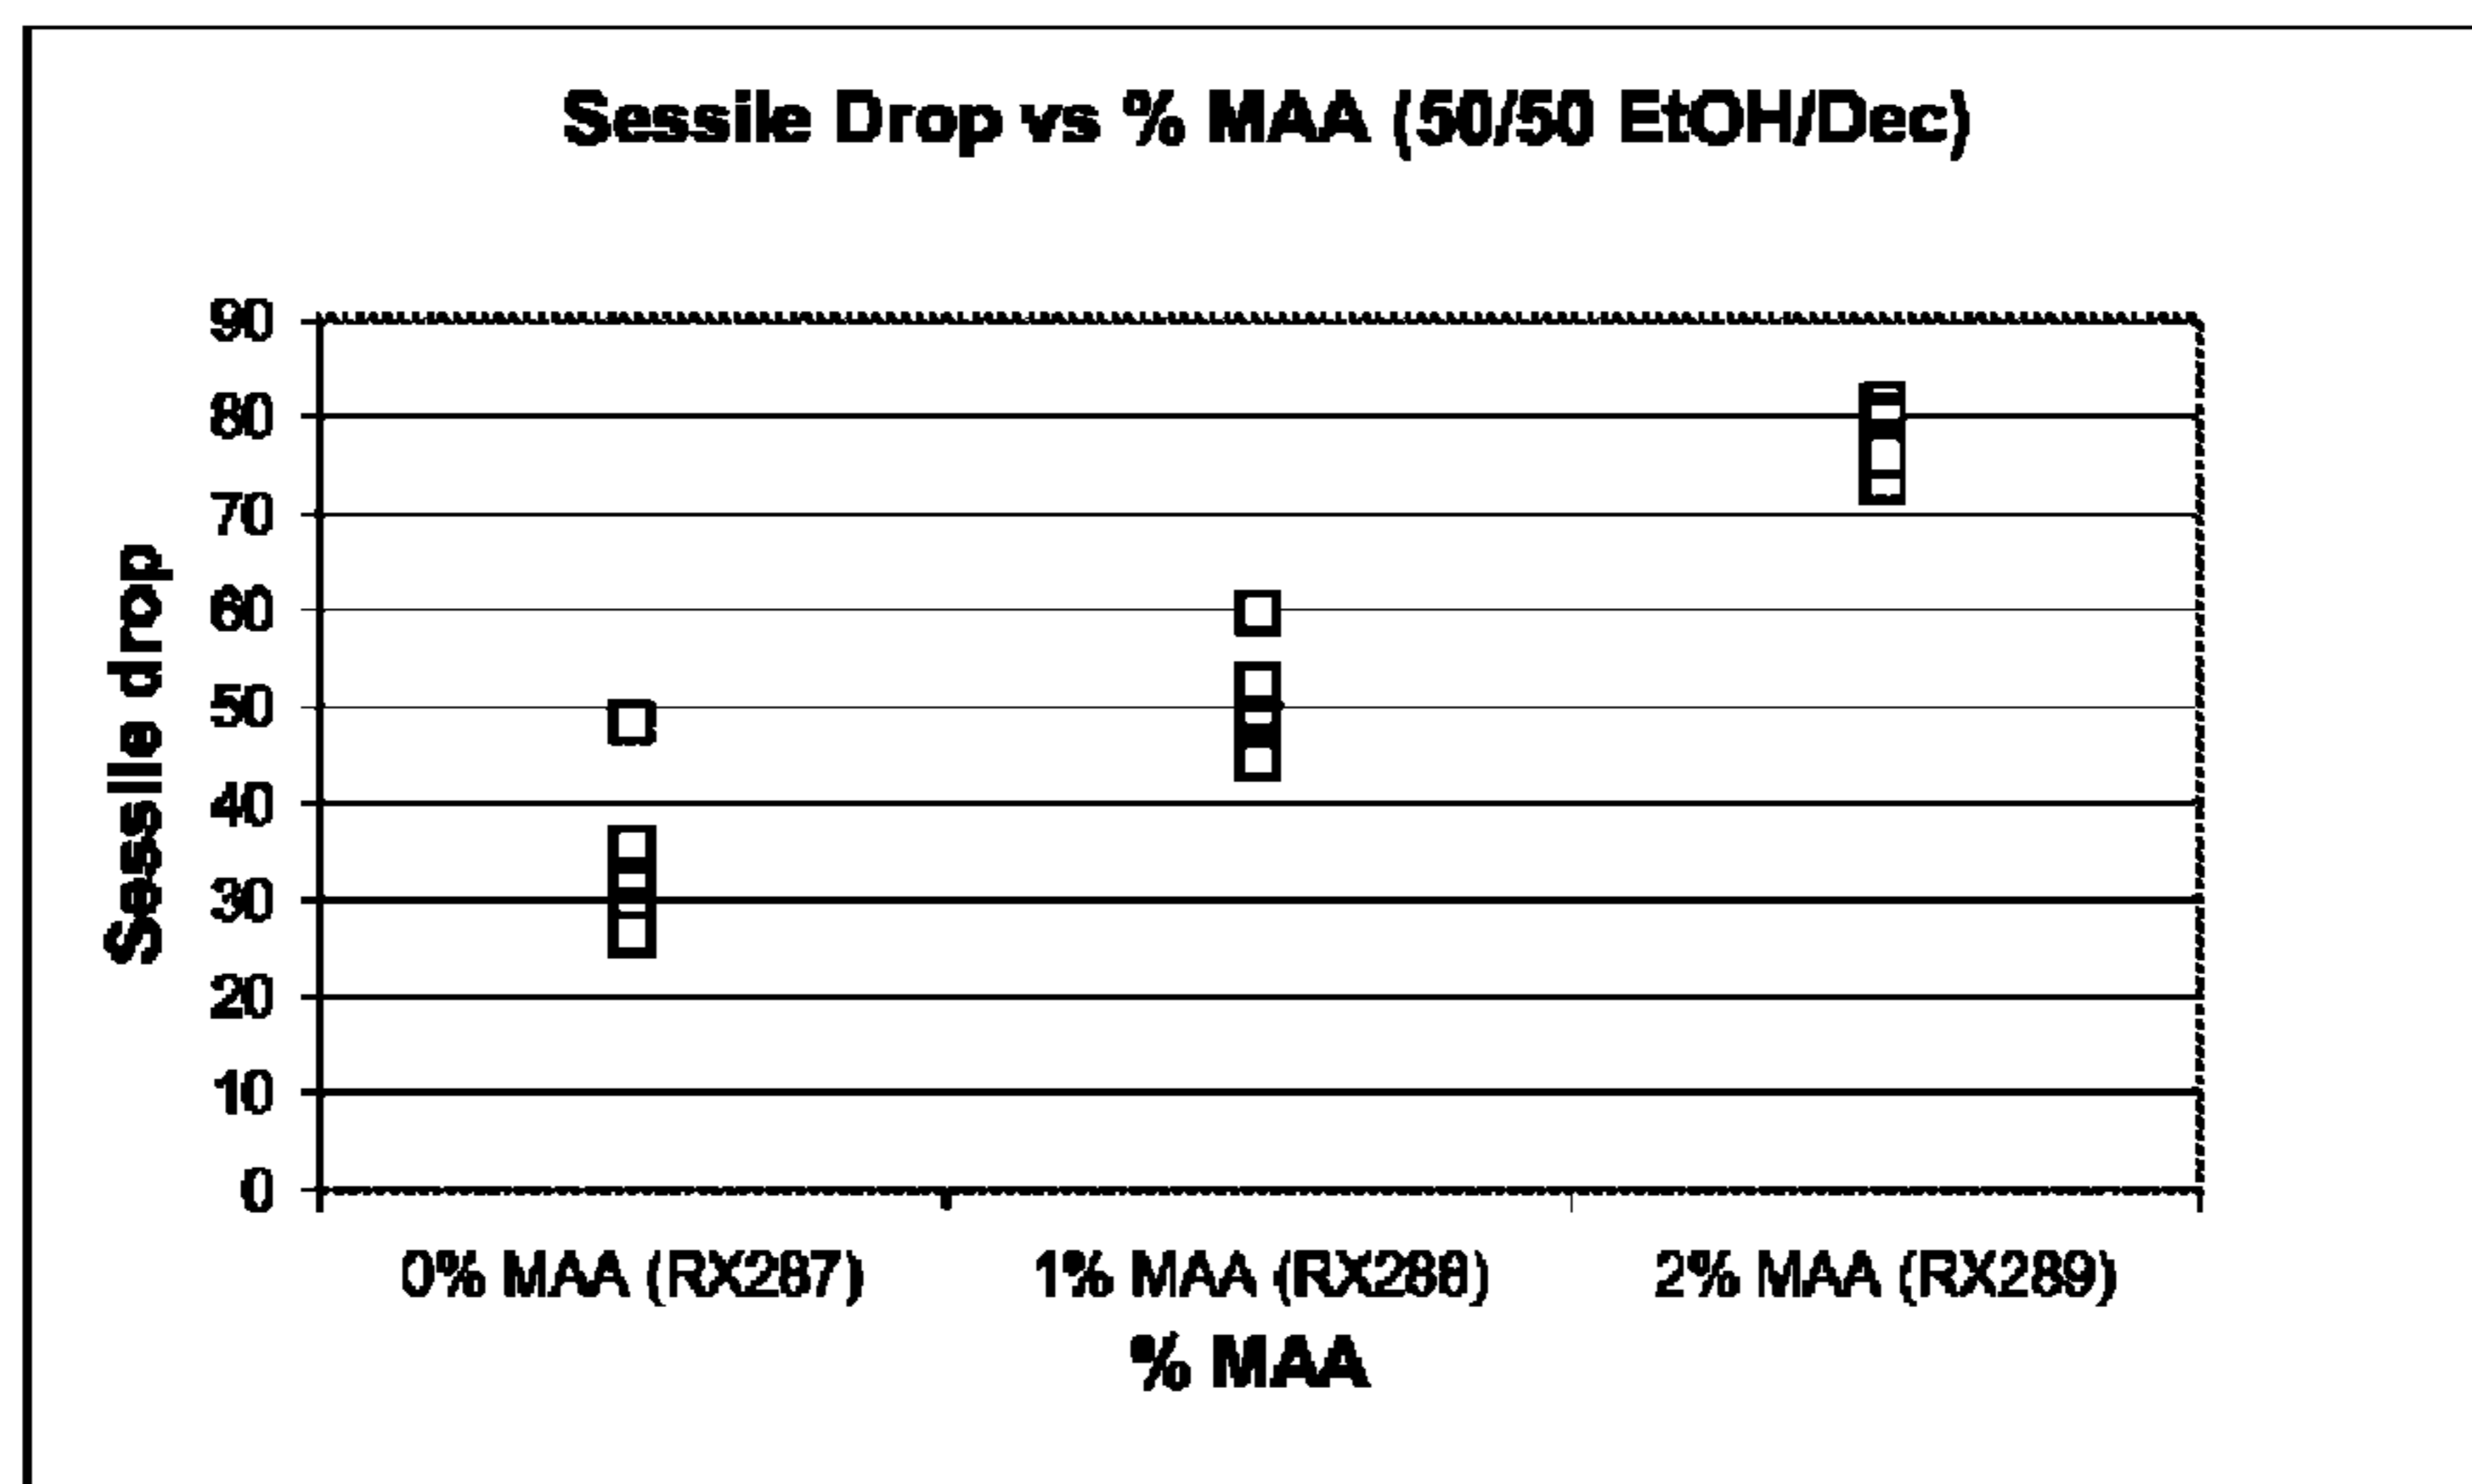 Sessile Drop vs % MAA (50/50 EtOH/Dec)
90
80
70
60
50
40
30
20
10
0
Sessile drop
0% MAA (RX287)
1% MAA (RX288)
2% MAA (RX289)
% MAA